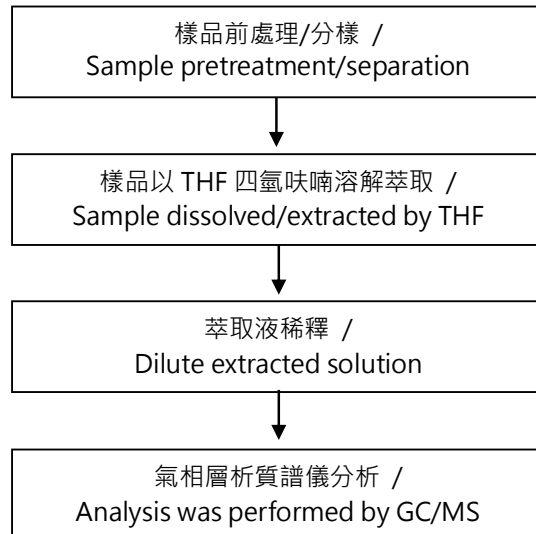 樣品前處理/分樣 /
Sample pretreatment/separation
樣品以 THF 四氫呋喃溶解萃取 /
Sample dissolved/extracted by THF
萃取液稀釋 /
Dilute extracted solution
氣相層析質譜儀分析 /
Analysis was performed by GC/MS